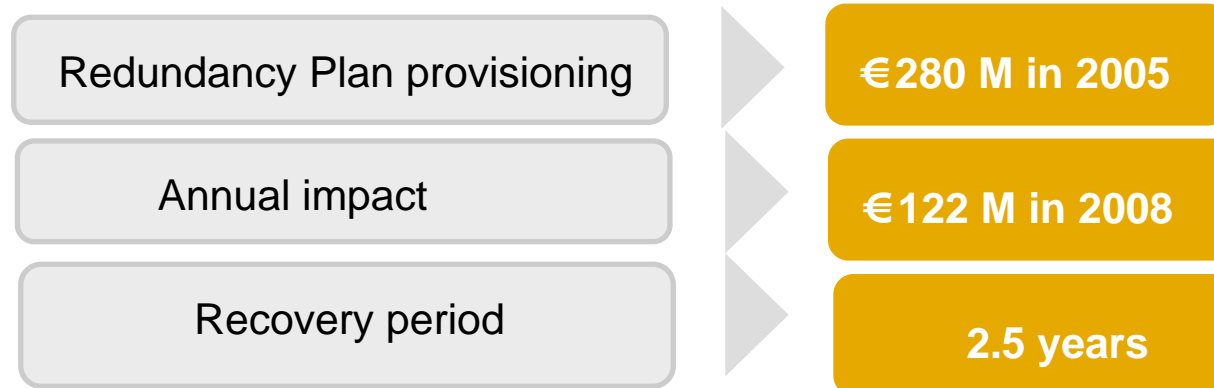 Redundancy Plan provisioning
€280 M in 2005
Annual impact
€122 M in 2008
Recovery period
2.5 years